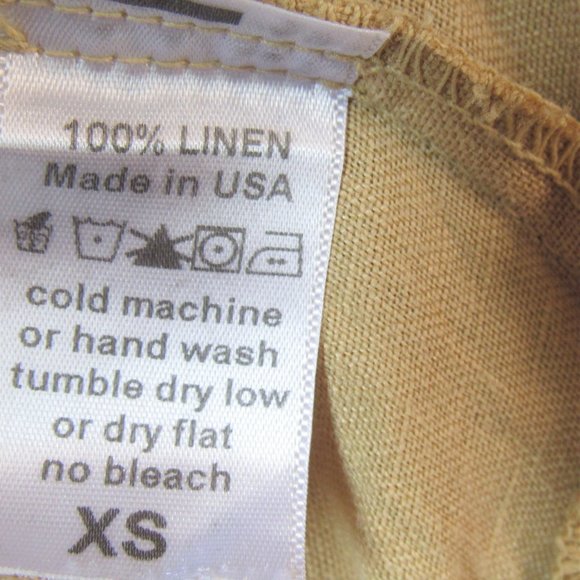 100% LINEN
Made in USA
cold machine
or hand wash
tumble dry low
or dry flat
no bleach
XS